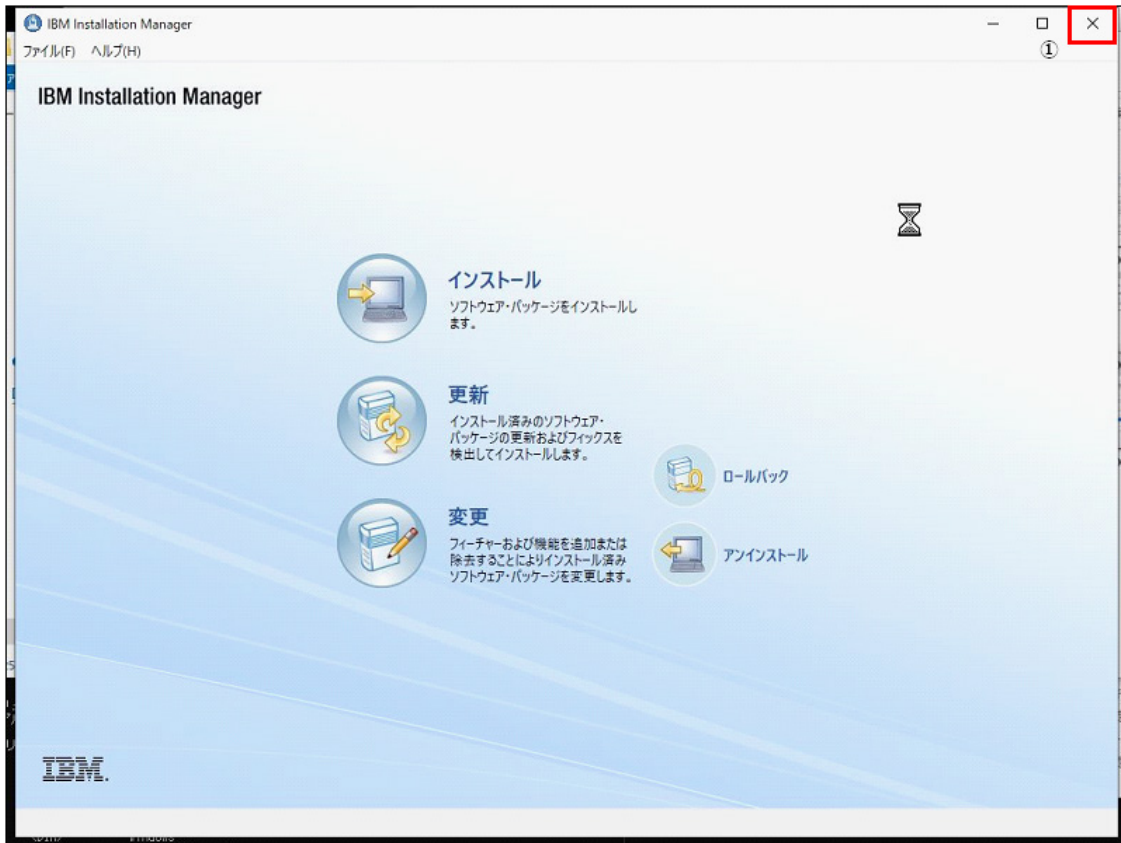 IBM Installation Manager
ファイル(F) ヘルプ(H)
①
IBM Installation Manager
インストール
ソフトウェア・パッケージをインストールし
ます。
更新
インストール済みのソフトウェア・
パッケージの更新およびフィックスを
検出してインストールします。
ロールバック
変更
フィーチャーおよび機能を追加または
除去することによりインストール済み
ソフトウェア・パッケージを変更します。
アンインストール
IBM.